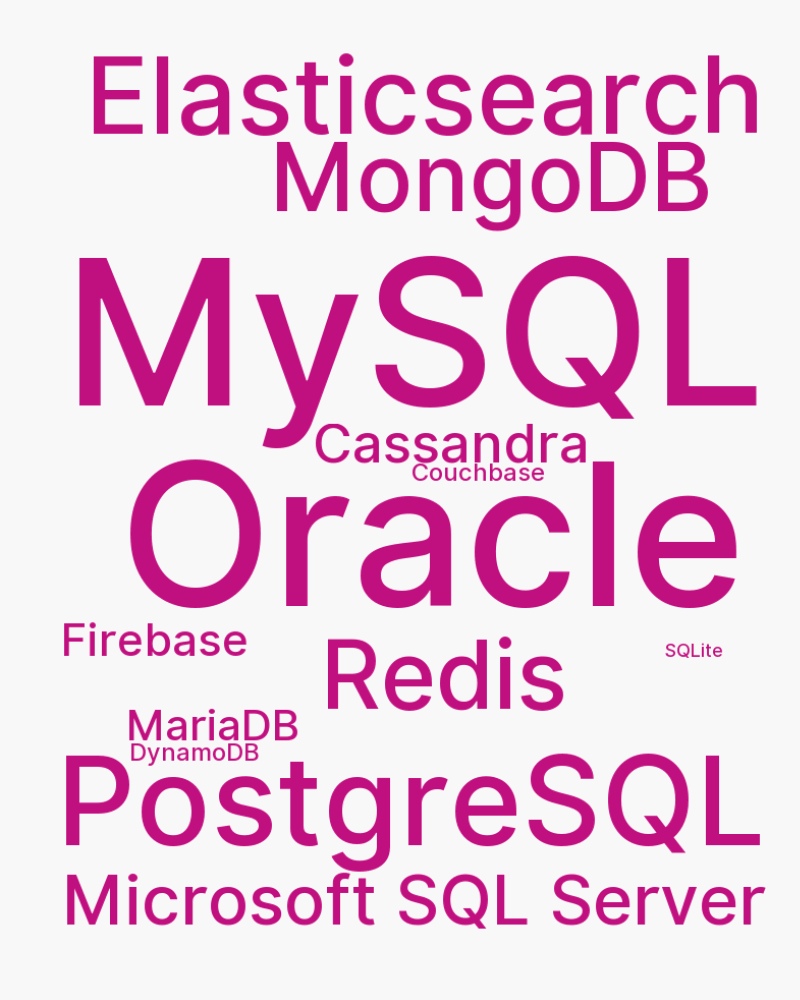 Elasticsearch
MongoDB
MySQL
Cassandra
Couchbase
Oracle
Firebase
Redis
SQLite
MariaDB
DynamoDB
PostgreSQL
Microsoft SQL Server